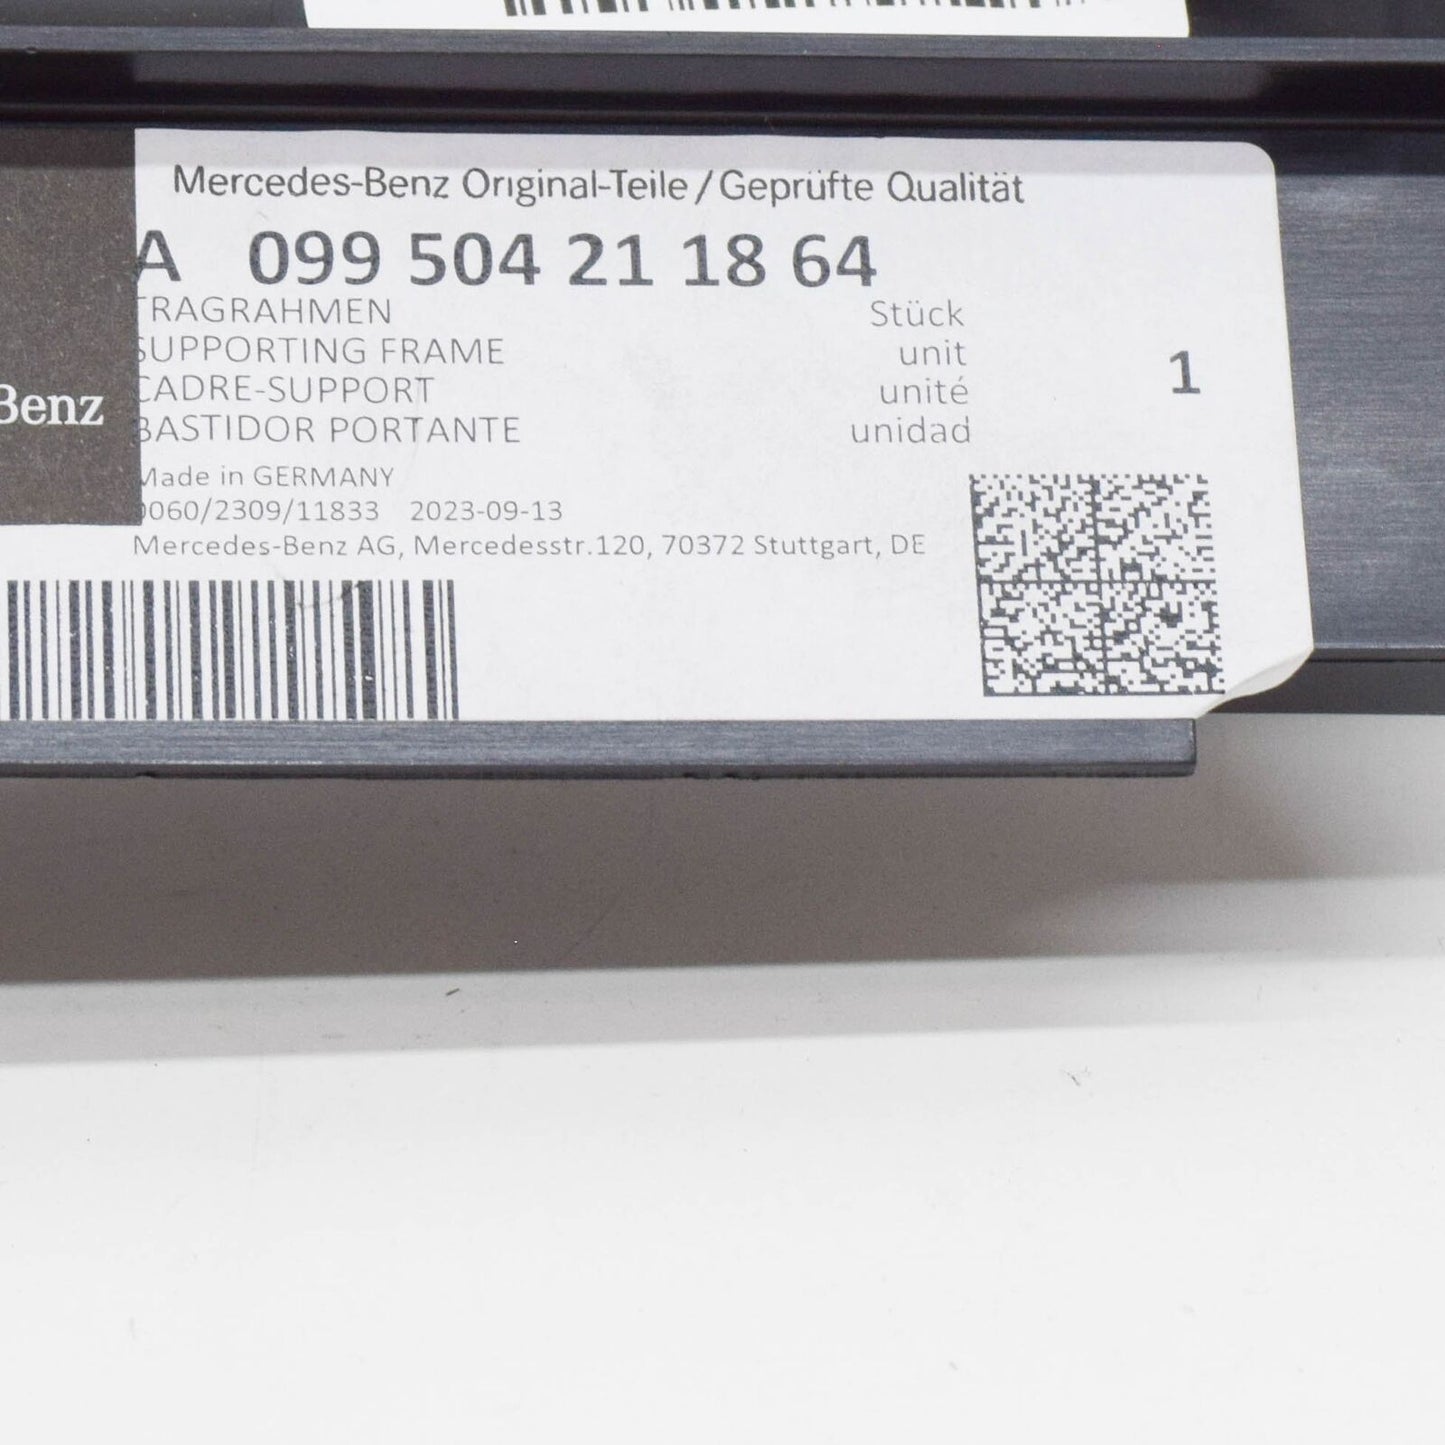 Mercedes-Benz Original-Teile / Geprüfte Qualität
A 099 504 21 18 64
TRAGRAHMEN Stück
SUPPORTING FRAME unit
CADRE-SUPPORT unité 1
BASTIDOR PORTANTE unidad
Benz
Made in GERMANY
0060/2309/11833 2023-09-13
Mercedes-Benz AG, Mercedesstr.120, 70372 Stuttgart, DE